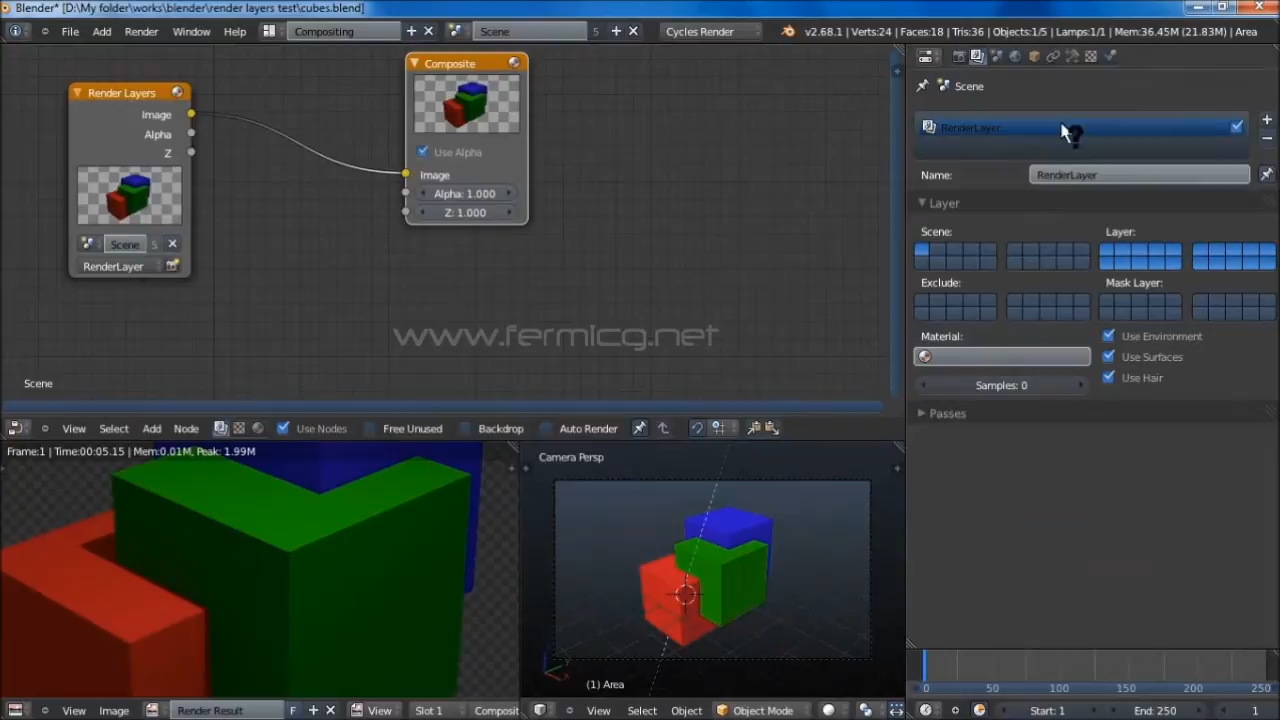 Blender* [D:\My folder\works\blender\render layers test\cubes.blend]
File Add Render Window Help Compositing Scene 5 Cycles Render v2.68.1 | Verts:24 | Faces:18 | Tris:36 | Objects:1/5 | Lamps:1/1 | Mem:36.45M (21.83M) | Area
Render Layers
Image
Alpha
Z
Scene 5
RenderLayer
Composite
Use Alpha
Image
Alpha: 1.000
Z: 1.000
www.fermicg.net
Scene
View Select Add Node Use Nodes Free Unused Backdrop Auto Render
Scene
RenderLayer
Name: RenderLayer
Layer
Scene: Layer:
Exclude: Mask Layer:
Material: Use Environment
Use Surfaces
Use Hair
Samples: 0
Passes
Frame:1 | Time:00:05.15 | Mem:0.01M, Peak: 1.99M
View Image Render Result F View Slot 1 Composit
Camera Persp
(1) Area
View Select Object Object Mode
0 50 100 150 200 250
Start: 1 End: 250 1